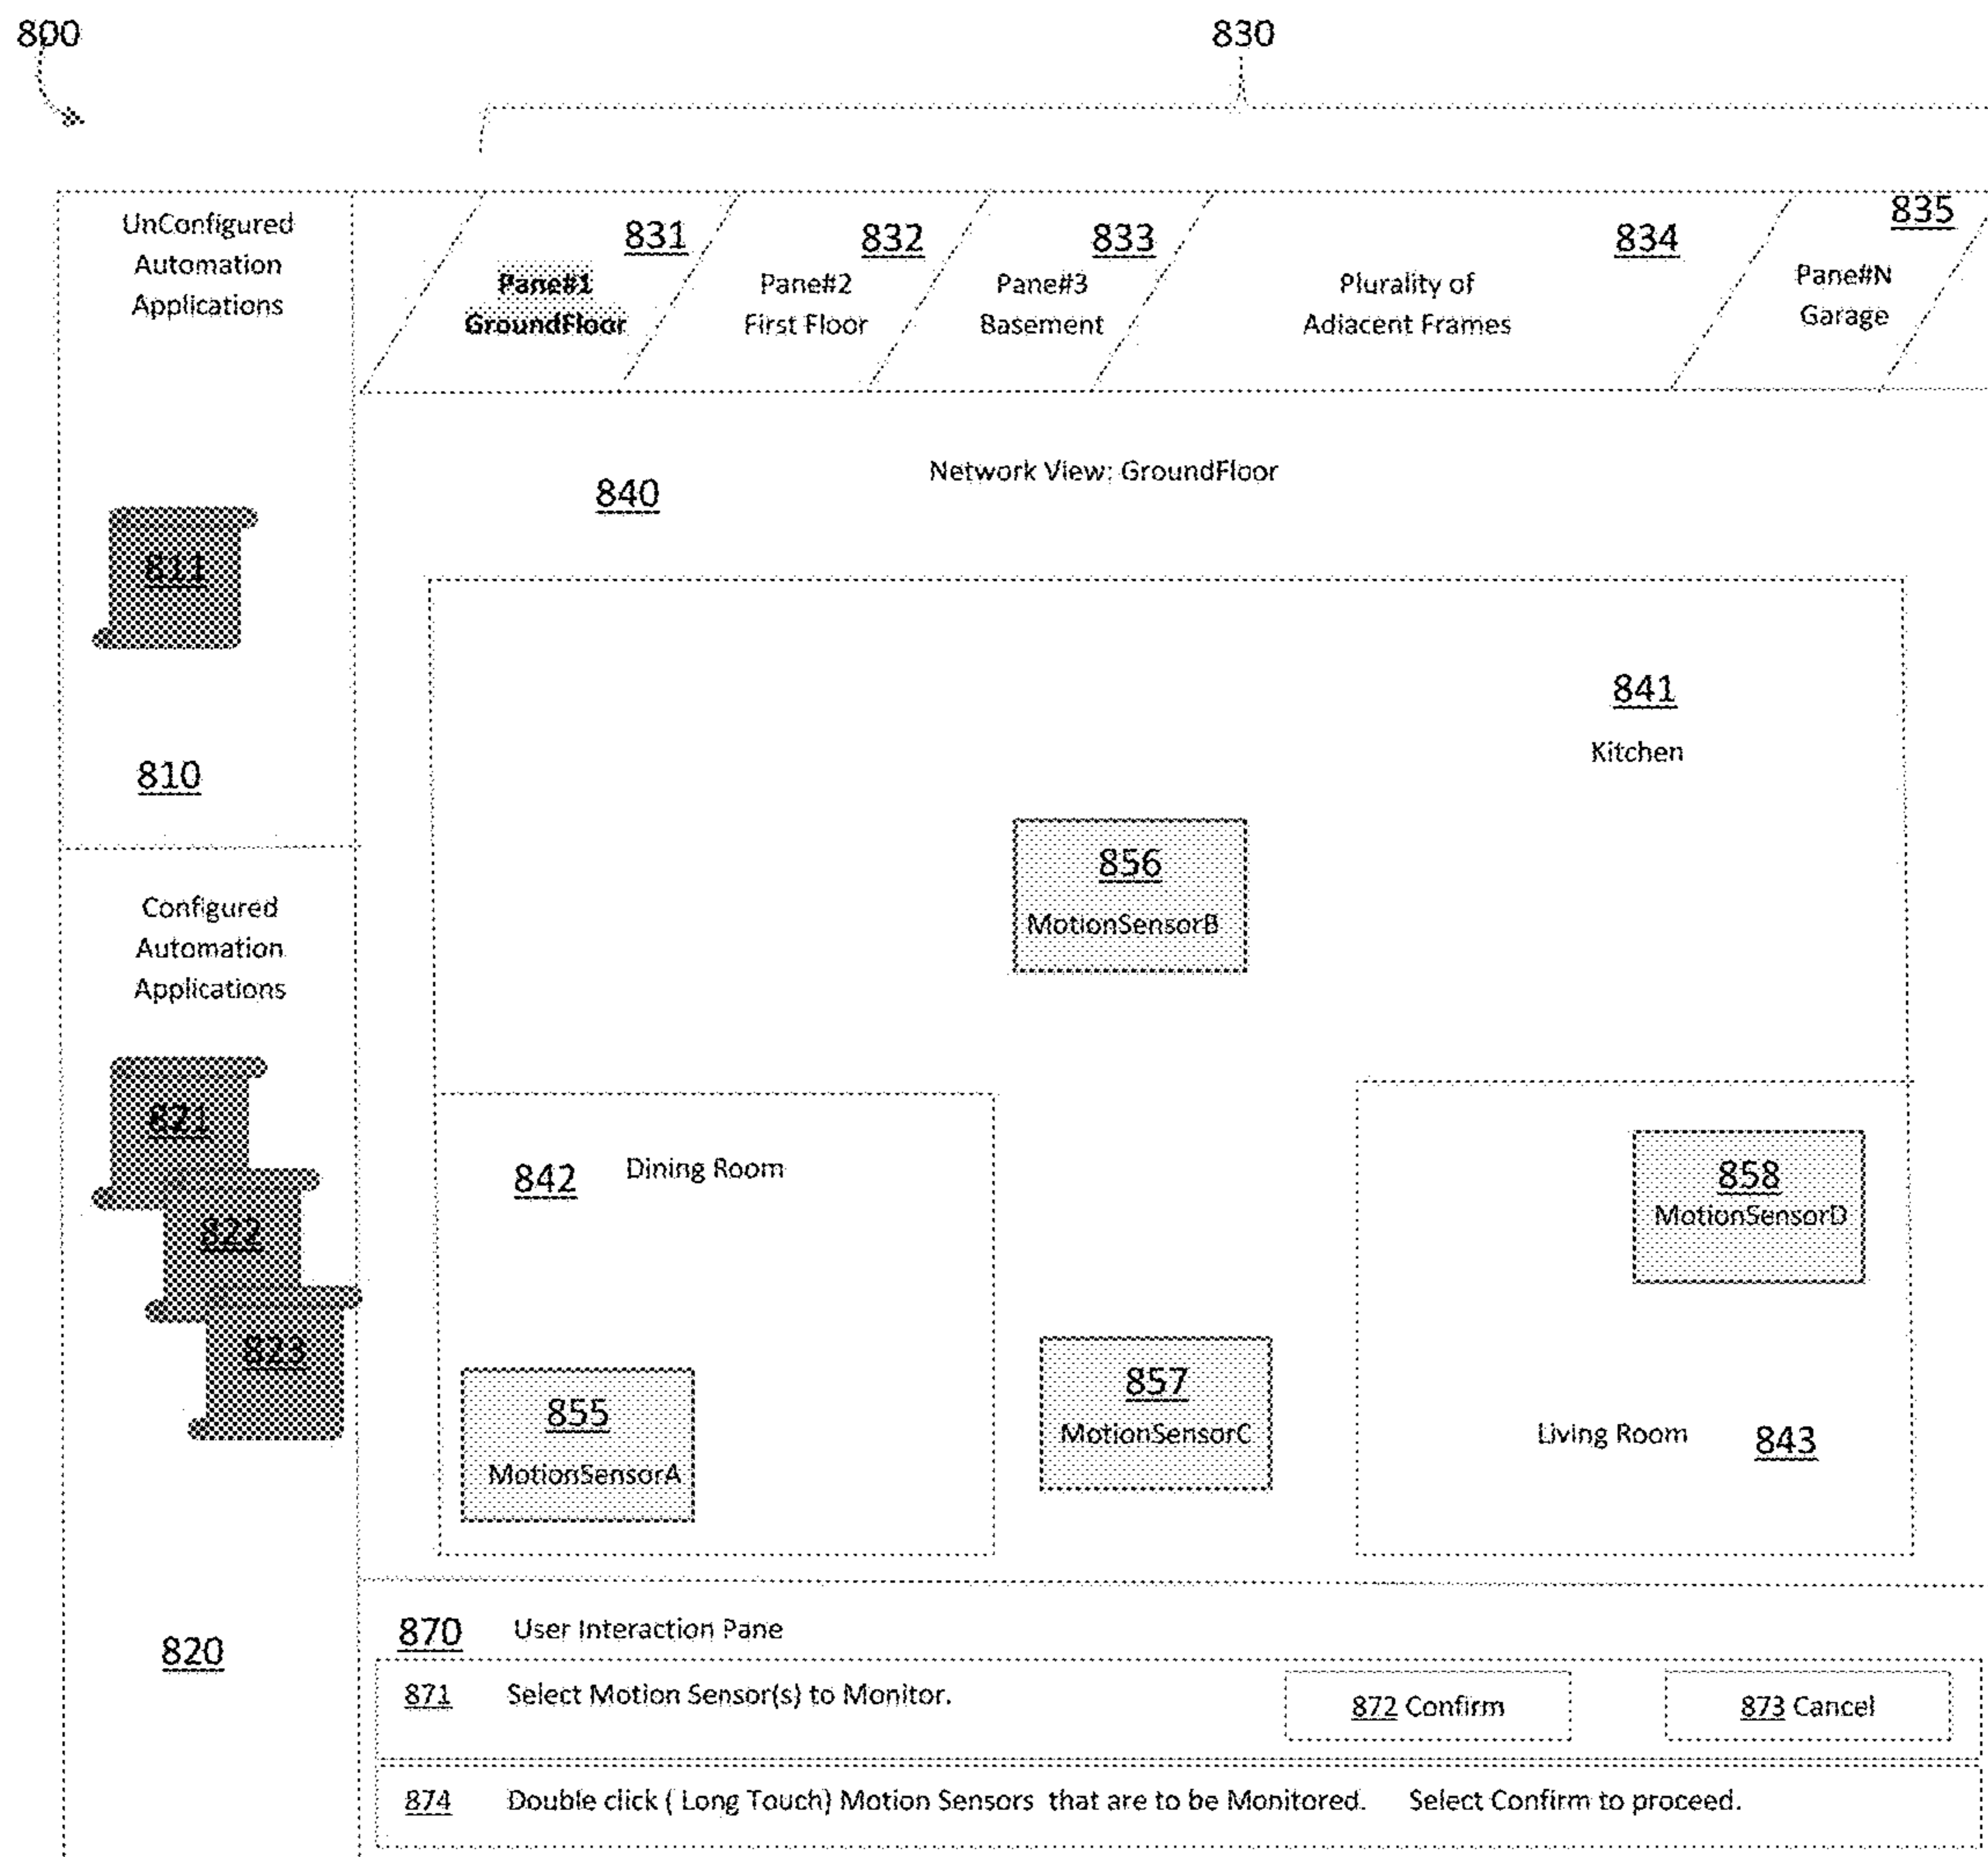 800
830
UnConfigured
Automation
Applications
831
Pane#1
GroundFloor
832
Pane#2
First Floor
833
Pane#3
Basement
834
Plurality of
Adiacent Frames
835
Pane#N
Garage
811
810
840
Network View: GroundFloor
841
Kitchen
856
MotionSensorB
Configured
Automation
Applications
821
822
823
820
842 Dining Room
855
MotionSensorA
857
MotionSensorC
858
MotionSensorD
Living Room 843
870 User Interaction Pane
871 Select Motion Sensor(s) to Monitor. 872 Confirm 873 Cancel
874 Double click ( Long Touch) Motion Sensors that are to be Monitored. Select Confirm to proceed.